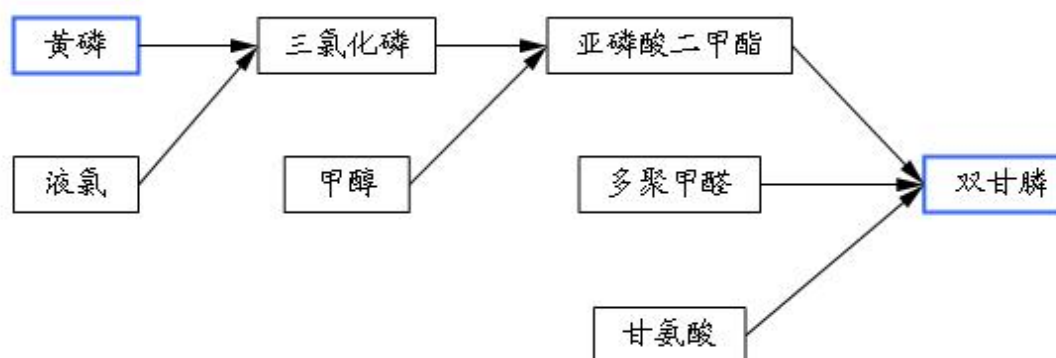 黄磷
三氯化磷
亚磷酸二甲酯
液氯
甲醇
多聚甲醛
双甘膦
甘氨酸